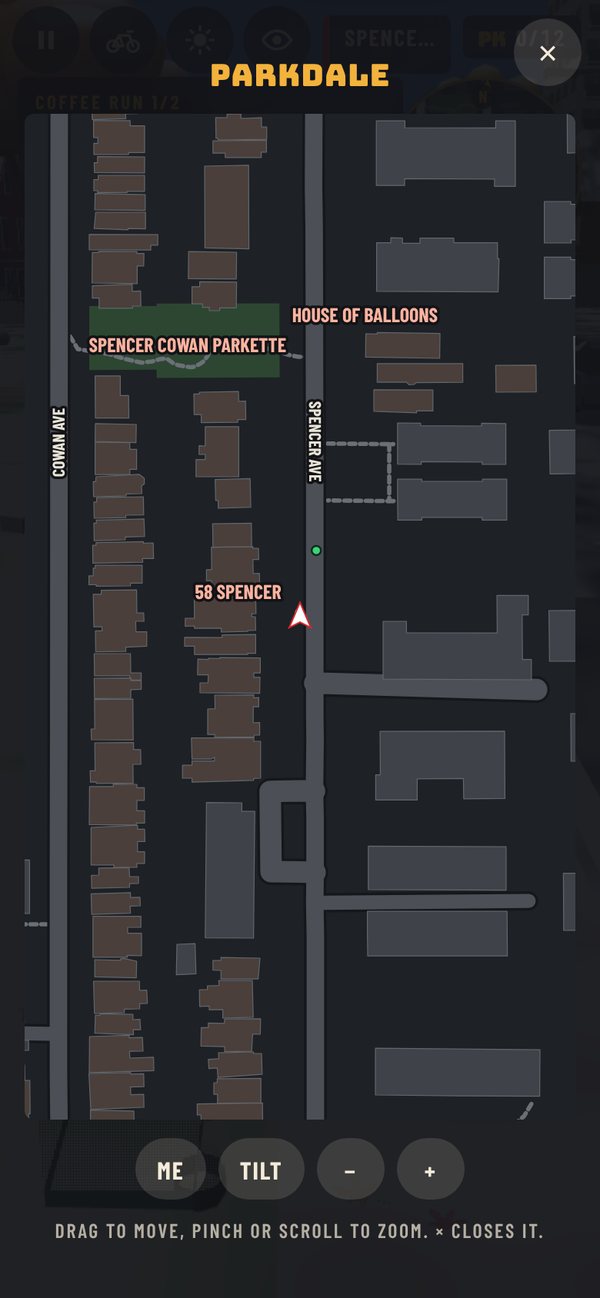 SPENCE...
PK 0/12
PARKDALE
COFFEE RUN 1/2
N
HOUSE OF BALLOONS
SPENCER COWAN PARKETTE
COWAN AVE
SPENCER AVE
58 SPENCER
ME
TILT
−
+
DRAG TO MOVE, PINCH OR SCROLL TO ZOOM. × CLOSES IT.